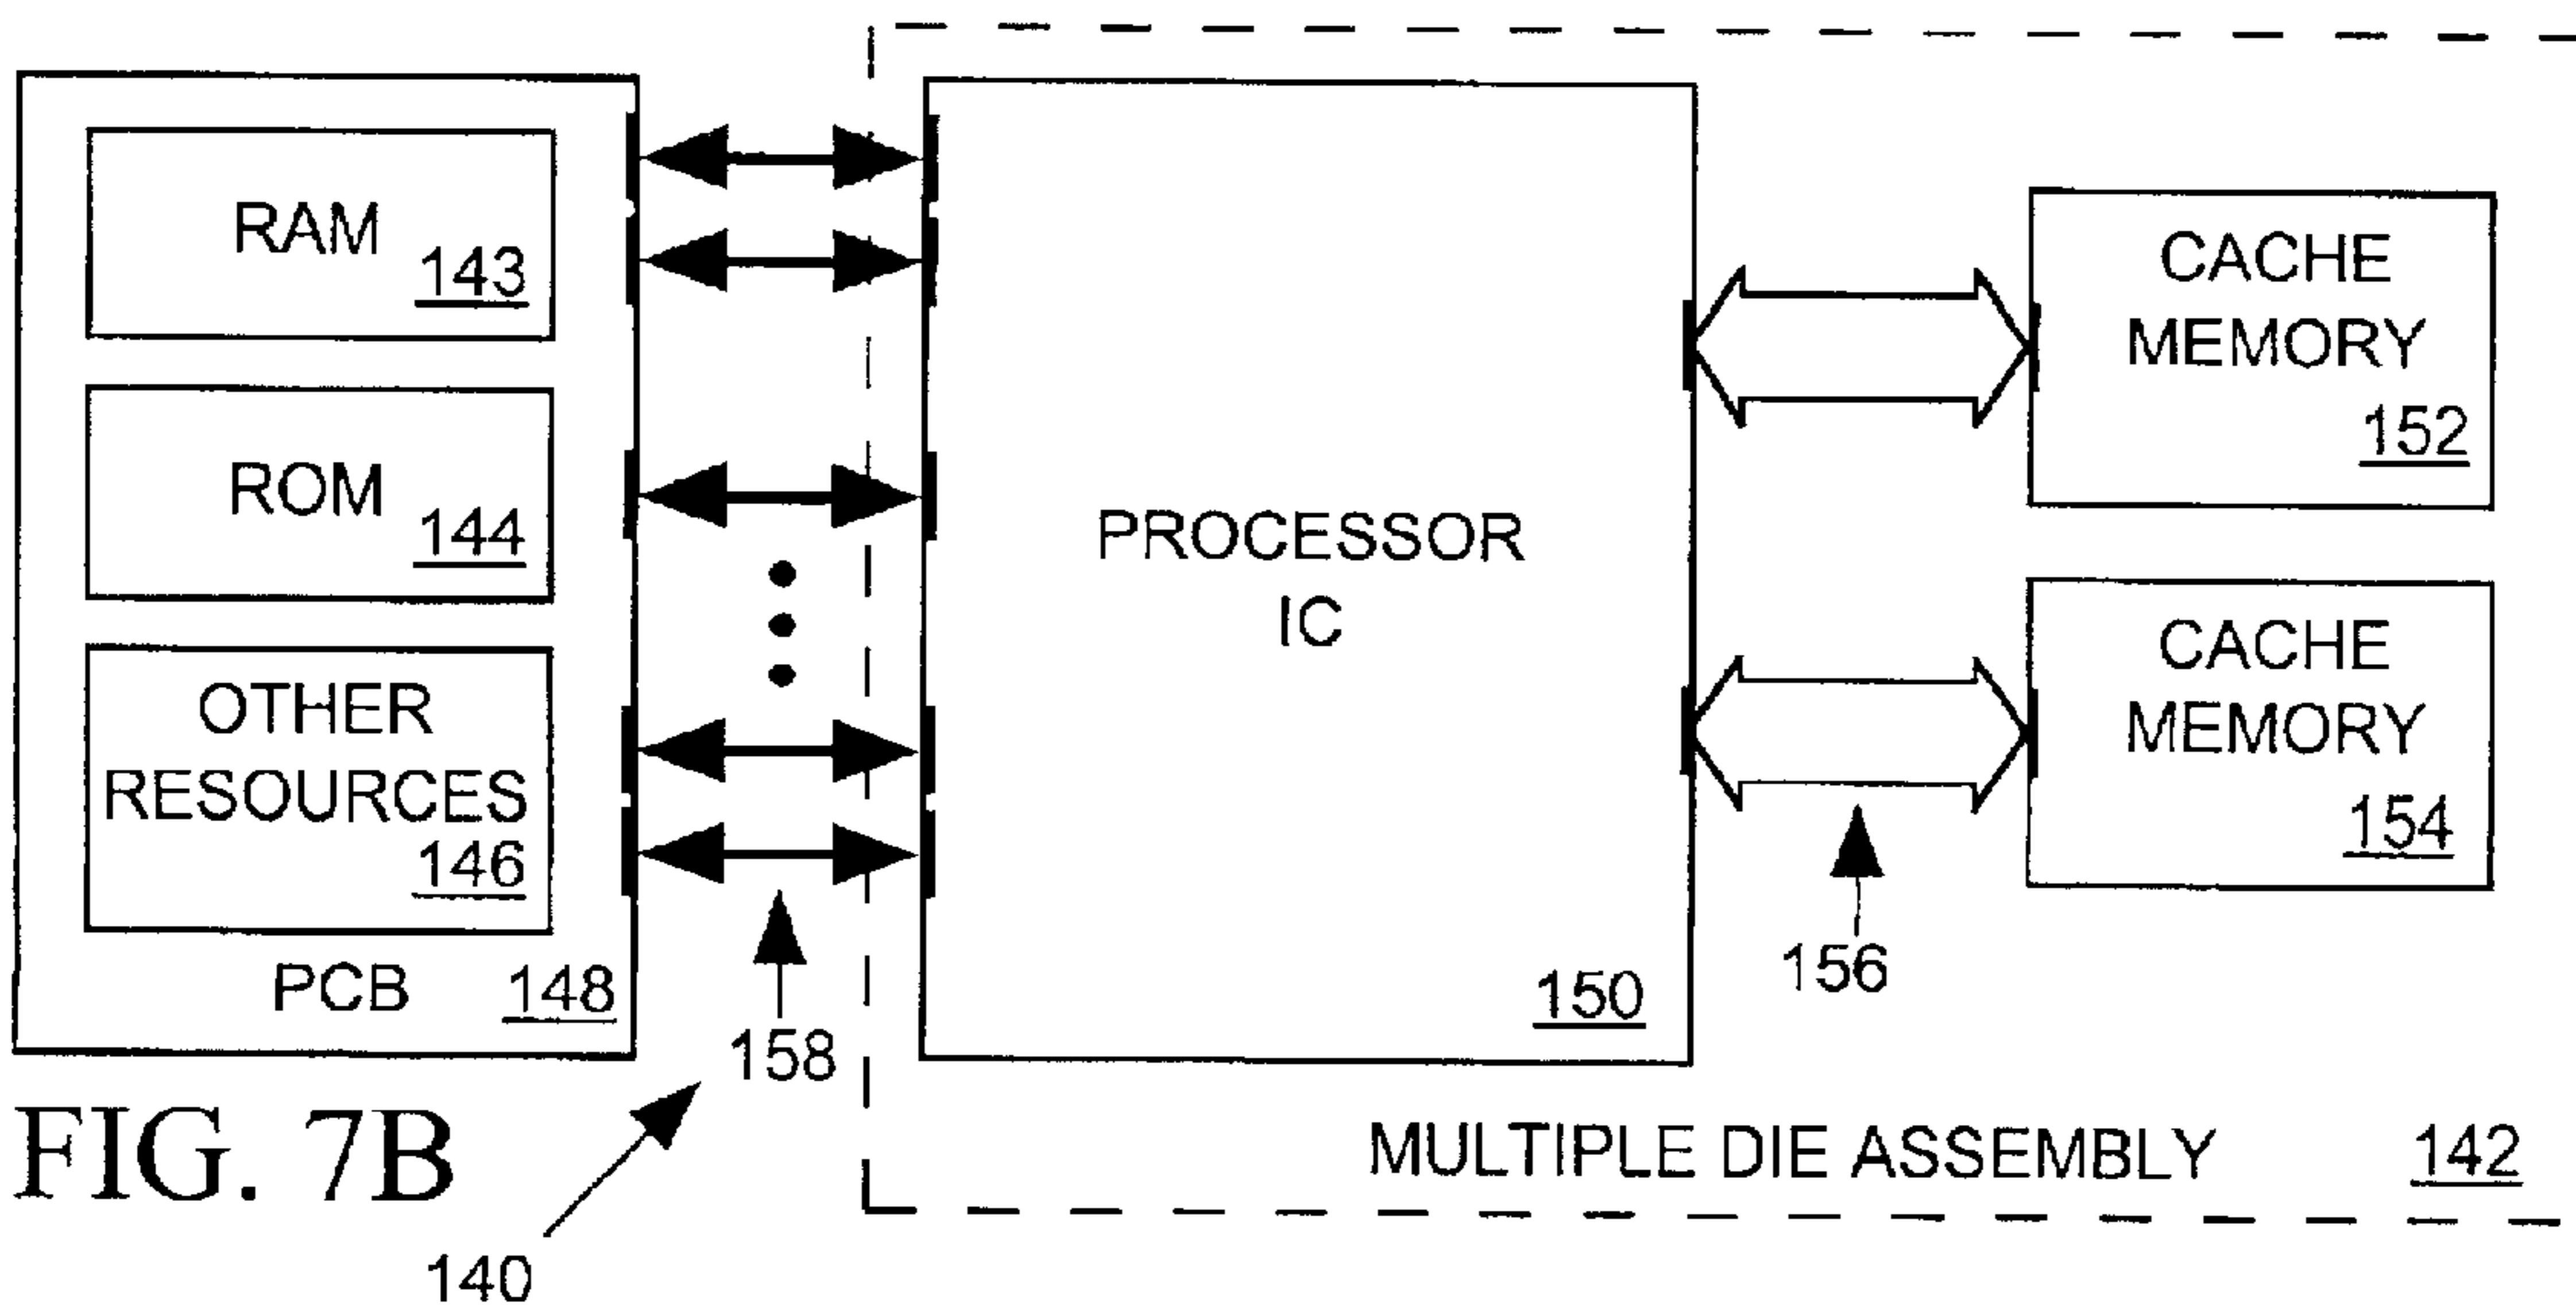 RAM
143
ROM
144
OTHER
RESOURCES
146
PCB
148
158
140
FIG. 7B
PROCESSOR
IC
150
CACHE
MEMORY
152
CACHE
MEMORY
154
156
MULTIPLE DIE ASSEMBLY
142